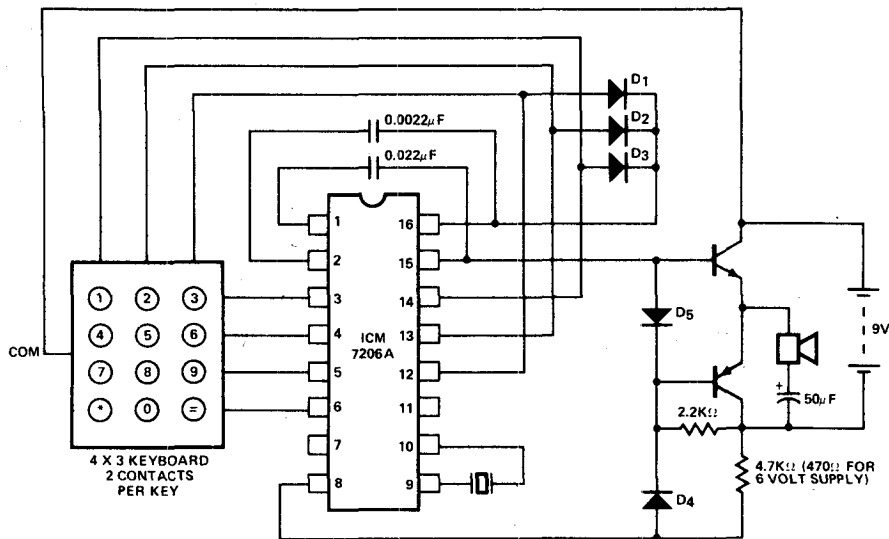 D1
D2
D3
0.0022µF
0.022µF
1
2
3
4
5
6
7
8
16
15
14
13
12
11
10
9
ICM
7206A
COM
1 2 3
4 5 6
7 8 9
* 0 =
4 X 3 KEYBOARD
2 CONTACTS
PER KEY
D5
D4
2.2KΩ
+
50µF
9V
4.7KΩ (470Ω FOR
6 VOLT SUPPLY)